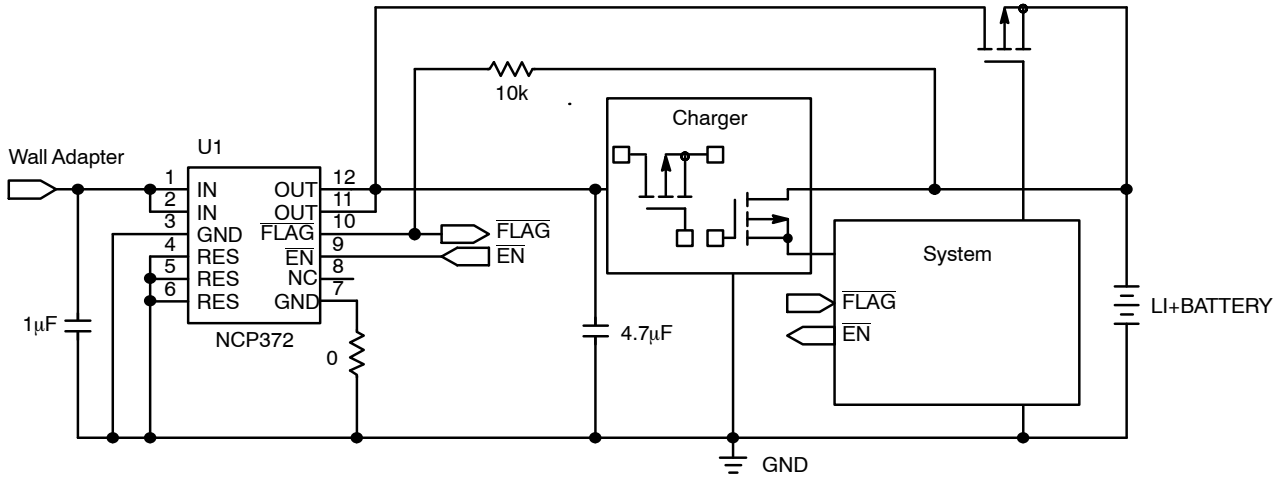 10k
Charger
U1
Wall Adapter
1 IN OUT 12
2 IN OUT 11
3 GND FLAG 10
4 RES EN 9
5 RES NC 8
6 RES GND 7
FLAG
EN
System
FLAG
EN
LI+BATTERY
1μF
NCP372
0
4.7μF
GND